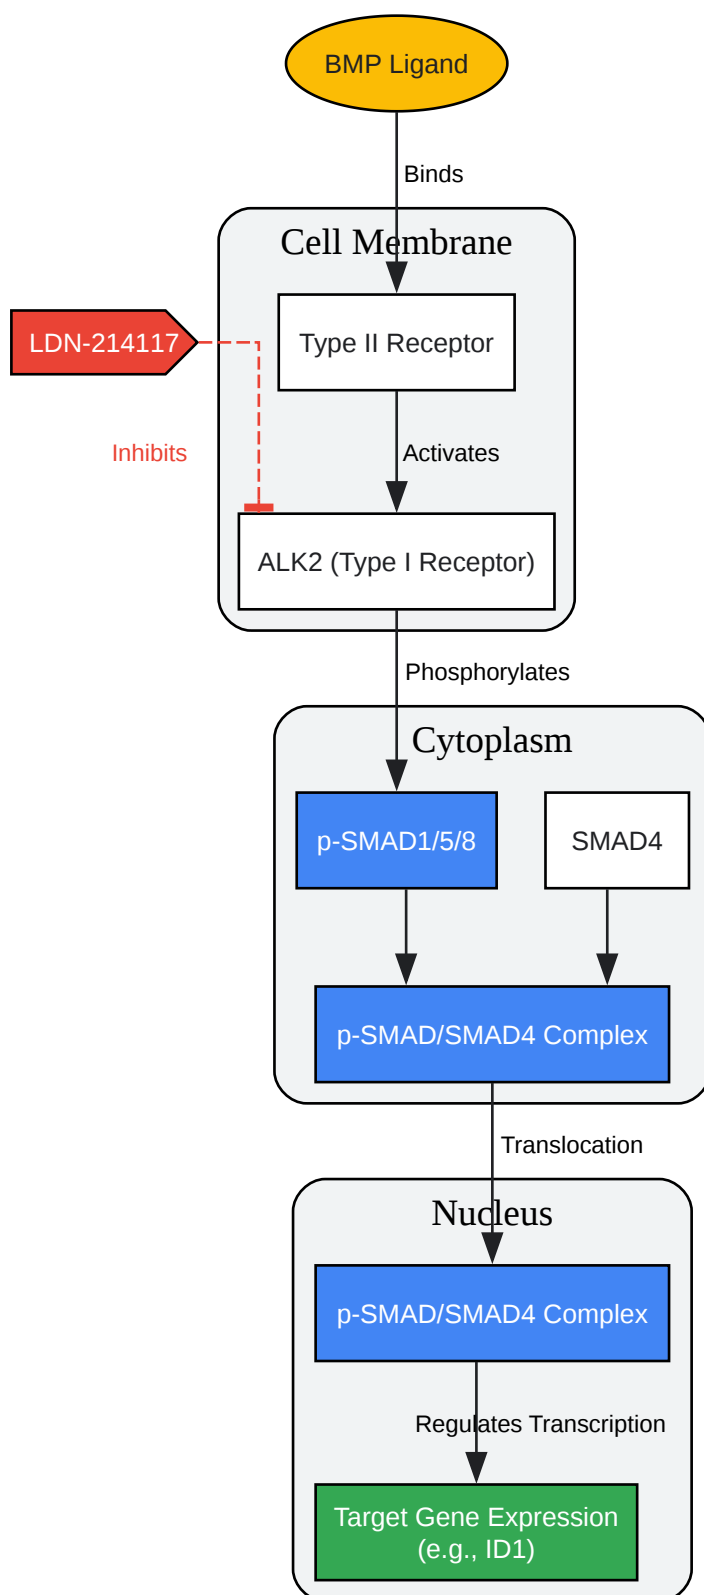 BMP Ligand
Binds
Cell Membrane
Type II Receptor
LDN-214117
Inhibits
Activates
ALK2 (Type I Receptor)
Phosphorylates
Cytoplasm
p-SMAD1/5/8
SMAD4
p-SMAD/SMAD4 Complex
Translocation
Nucleus
p-SMAD/SMAD4 Complex
Regulates Transcription
Target Gene Expression
(e.g., ID1)